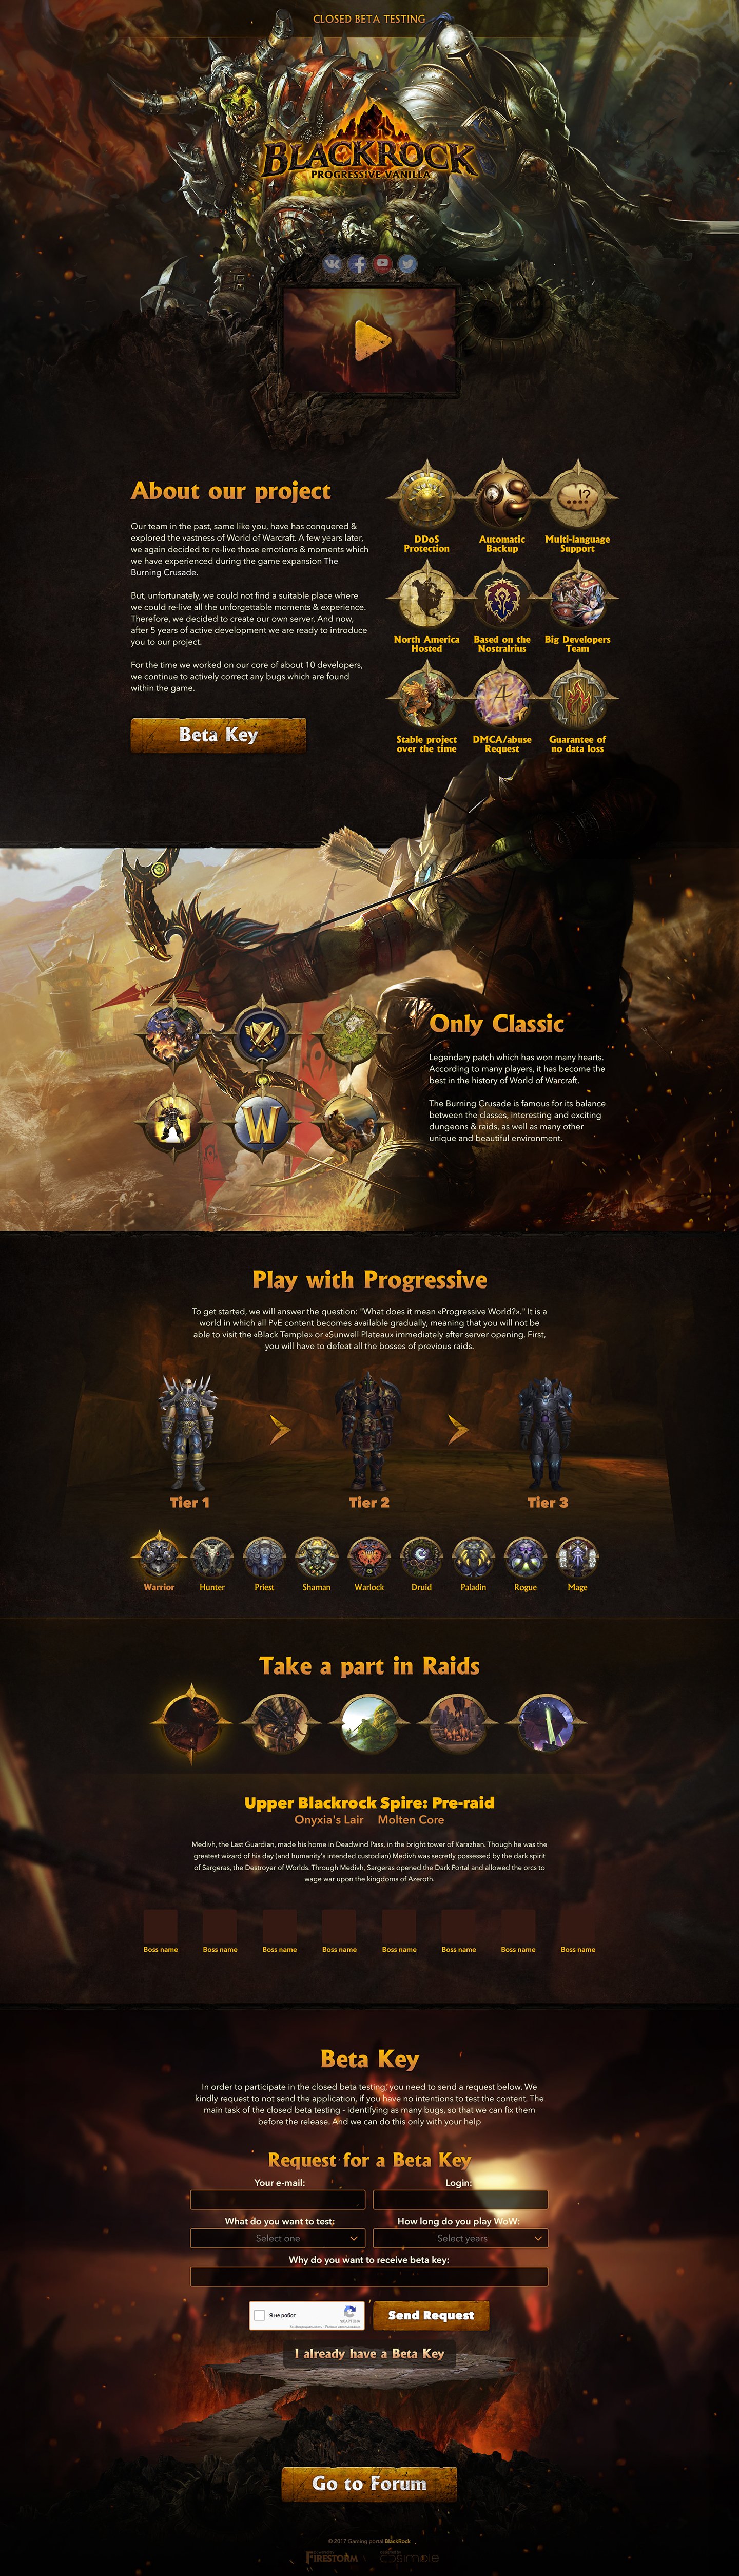 CLOSED BETA TESTING
BLACKROCK
PROGRESSIVE VANILLA
About our project
Our team in the past, same like you, have has conquered &
explored the vastness of World of Warcraft. A few years later,
we again decided to re-live those emotions & moments which
we have experienced during the game expansion The
Burning Crusade.
But, unfortunately, we could not find a suitable place where
we could re-live all the unforgettable moments & experience.
Therefore, we decided to create our own server. And now,
after 5 years of active development we are ready to introduce
you to our project.
For the time we worked on our core of about 10 developers,
we continue to actively correct any bugs which are found
within the game.
Beta Key
!?
DDoS
Protection
Automatic
Backup
Multi-language
Support
North America
Hosted
Based on the
Nostralrius
Big Developers
Team
Stable project
over the time
DMCA/abuse
Request
Guarantee of
no data loss
W
Only Classic
Legendary patch which has won many hearts.
According to many players, it has become the
best in the history of World of Warcraft.
The Burning Crusade is famous for its balance
between the classes, interesting and exciting
dungeons & raids, as well as many other
unique and beautiful environment.
Play with Progressive
To get started, we will answer the question: "What does it mean «Progressive World?»." It is a
world in which all PvE content becomes available gradually, meaning that you will not be
able to visit the «Black Temple» or «Sunwell Plateau» immediately after server opening. First,
you will have to defeat all the bosses of previous raids.
Tier 1
Tier 2
Tier 3
Warrior
Hunter
Priest
Shaman
Warlock
Druid
Paladin
Rogue
Mage
Take a part in Raids
Upper Blackrock Spire: Pre-raid
Onyxia's Lair Molten Core
Medivh, the Last Guardian, made his home in Deadwind Pass, in the bright tower of Karazhan. Though he was the
greatest wizard of his day (and humanity's intended custodian) Medivh was secretly possessed by the dark spirit
of Sargeras, the Destroyer of Worlds. Through Medivh, Sargeras opened the Dark Portal and allowed the orcs to
wage war upon the kingdoms of Azeroth.
Boss name
Boss name
Boss name
Boss name
Boss name
Boss name
Boss name
Boss name
Beta Key
In order to participate in the closed beta testing, you need to send a request below. We
kindly request to not send the application, if you have no intentions to test the content. The
main task of the closed beta testing - identifying as many bugs, so that we can fix them
before the release. And we can do this only with your help
Request for a Beta Key
Your e-mail:
Login:
What do you want to test:
How long do you play WoW:
Select one
Select years
Why do you want to receive beta key:
Я не робот
reCAPTCHA
Конфиденциальность - Условия использования
Send Request
I already have a Beta Key
Go to Forum
© 2017 Gaming portal BlackRock
FIRESTORM
simple